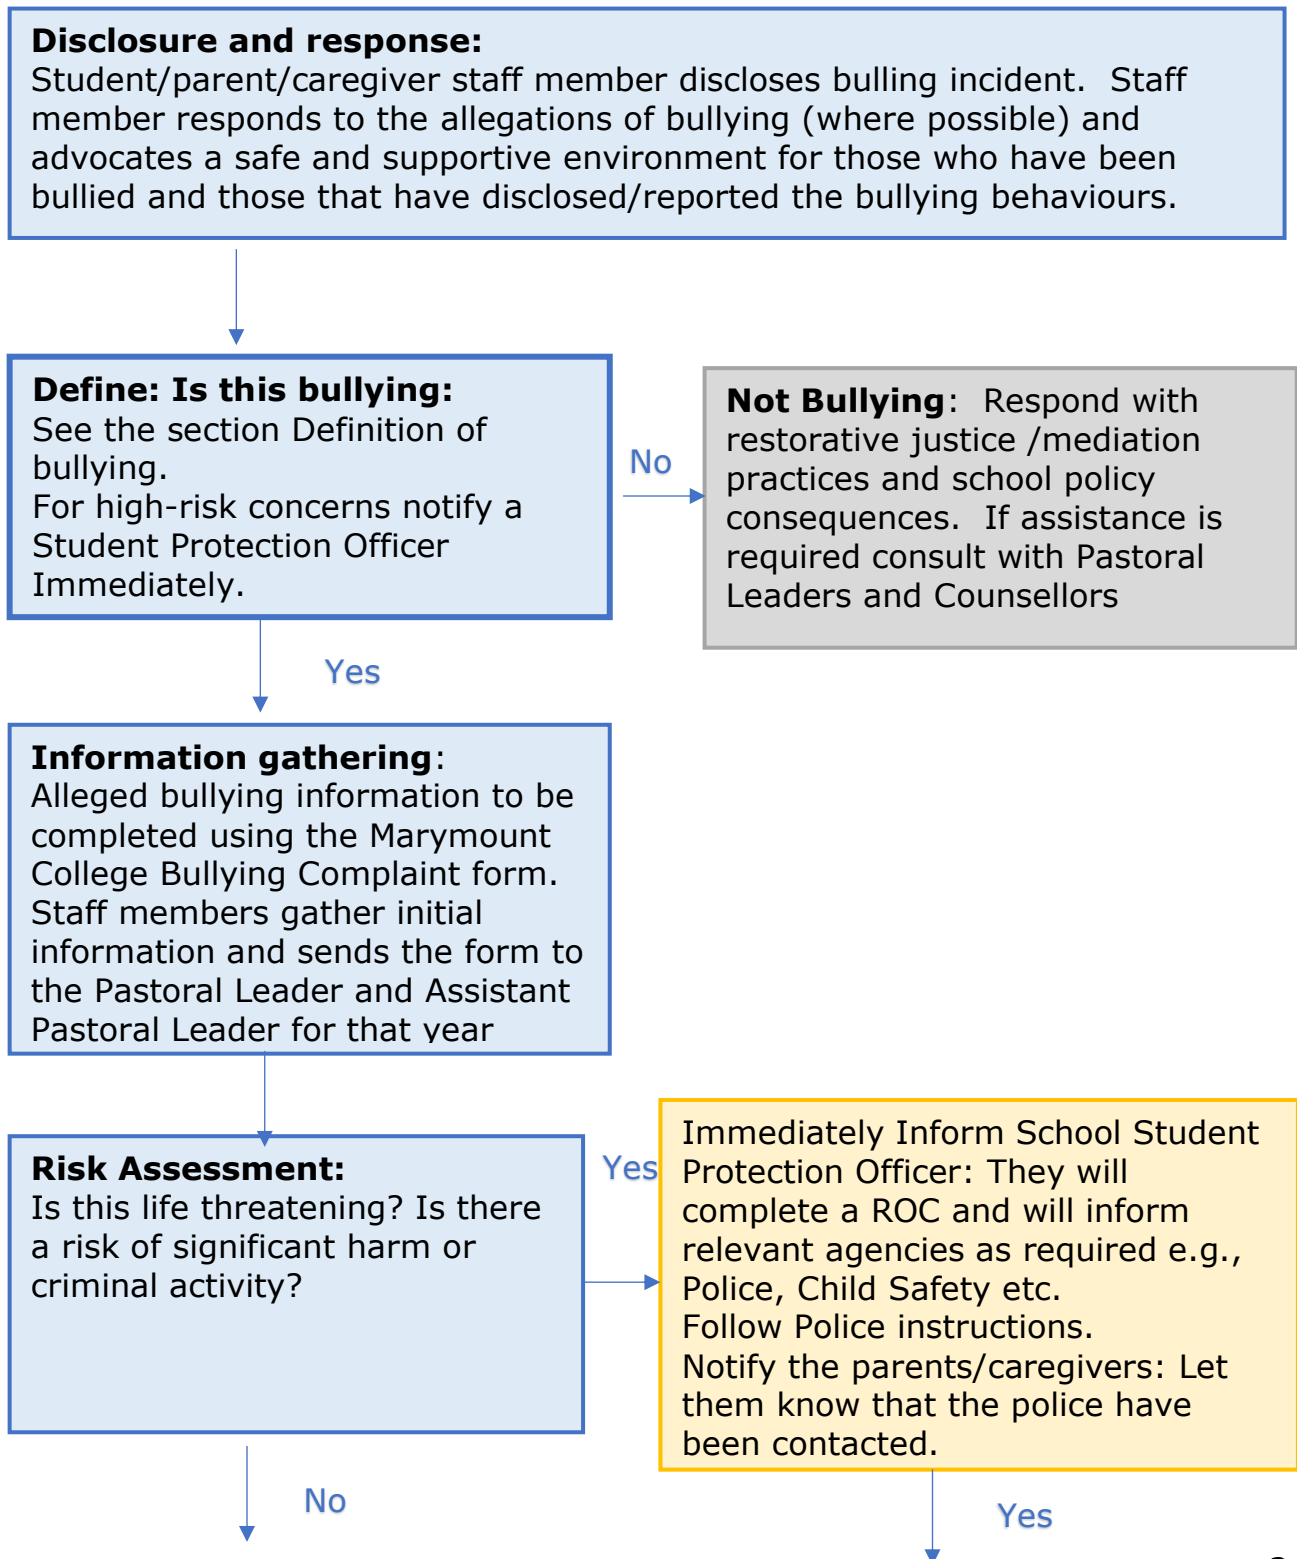 Disclosure and response:
Student/parent/caregiver staff member discloses bulling incident.  Staff
member responds to the allegations of bullying (where possible) and
advocates a safe and supportive environment for those who have been
bullied and those that have disclosed/reported the bullying behaviours.
Define: Is this bullying:
See the section Definition of
bullying.
For high-risk concerns notify a
Student Protection Officer
Immediately.
No
Not Bullying:  Respond with
restorative justice /mediation
practices and school policy
consequences.  If assistance is
required consult with Pastoral
Leaders and Counsellors
Yes
Information gathering:
Alleged bullying information to be
completed using the Marymount
College Bullying Complaint form.
Staff members gather initial
information and sends the form to
the Pastoral Leader and Assistant
Pastoral Leader for that year
Risk Assessment:
Is this life threatening? Is there
a risk of significant harm or
criminal activity?
Yes
Immediately Inform School Student
Protection Officer: They will
complete a ROC and will inform
relevant agencies as required e.g.,
Police, Child Safety etc.
Follow Police instructions.
Notify the parents/caregivers: Let
them know that the police have
been contacted.
No
Yes